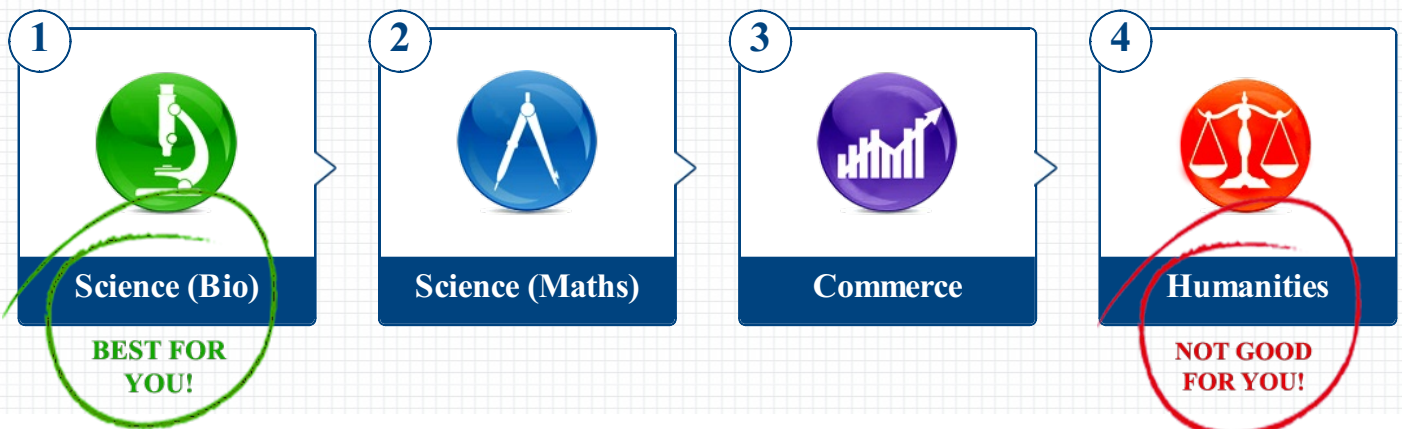 1
2
3
4
Science (Bio)
Science (Maths)
Commerce
Humanities
BEST FOR
YOU!
NOT GOOD
FOR YOU!